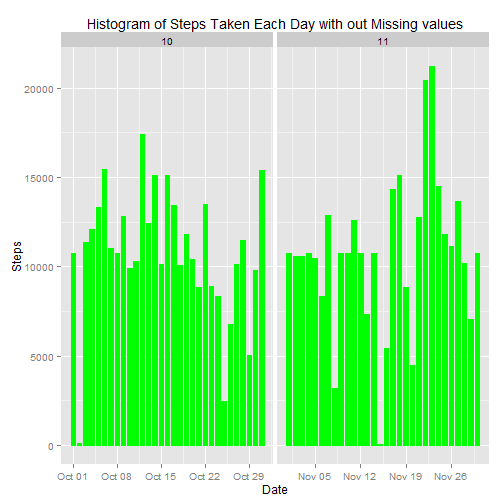 Histogram of Steps Taken Each Day with out Missing values
10 11
20000
15000
10000
5000
0
Steps
Oct 01 Oct 08 Oct 15 Oct 22 Oct 29 Nov 05 Nov 12 Nov 19 Nov 26
Date